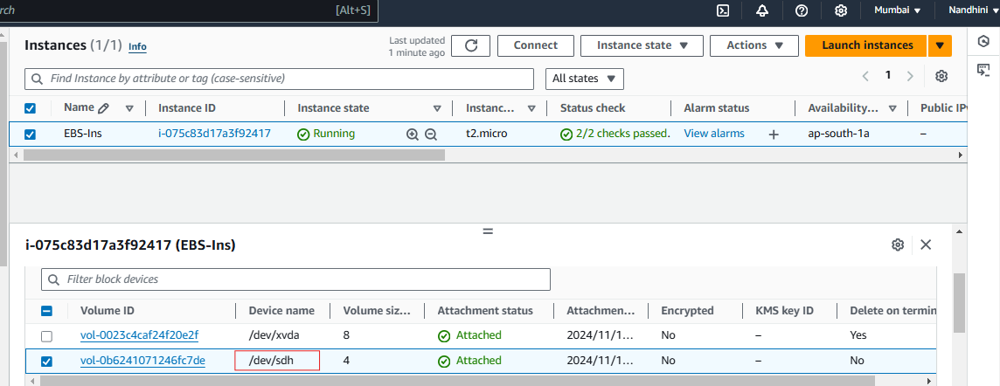 rch [Alt+S] Mumbai Nandhini
Instances (1/1) Info Last updated 1 minute ago Connect Instance state Actions Launch instances
Find Instance by attribute or tag (case-sensitive) All states 1
Name Instance ID Instance state Instanc... Status check Alarm status Availability... Public IPv
EBS-Ins i-075c83d17a3f92417 Running t2.micro 2/2 checks passed. View alarms + ap-south-1a –
i-075c83d17a3f92417 (EBS-Ins)
Filter block devices
Volume ID Device name Volume siz... Attachment status Attachmen... Encrypted KMS key ID Delete on termin
vol-0023c4caf24f20e2f /dev/xvda 8 Attached 2024/11/1... No – Yes
vol-0b6241071246fc7de /dev/sdh 4 Attached 2024/11/1... No – No